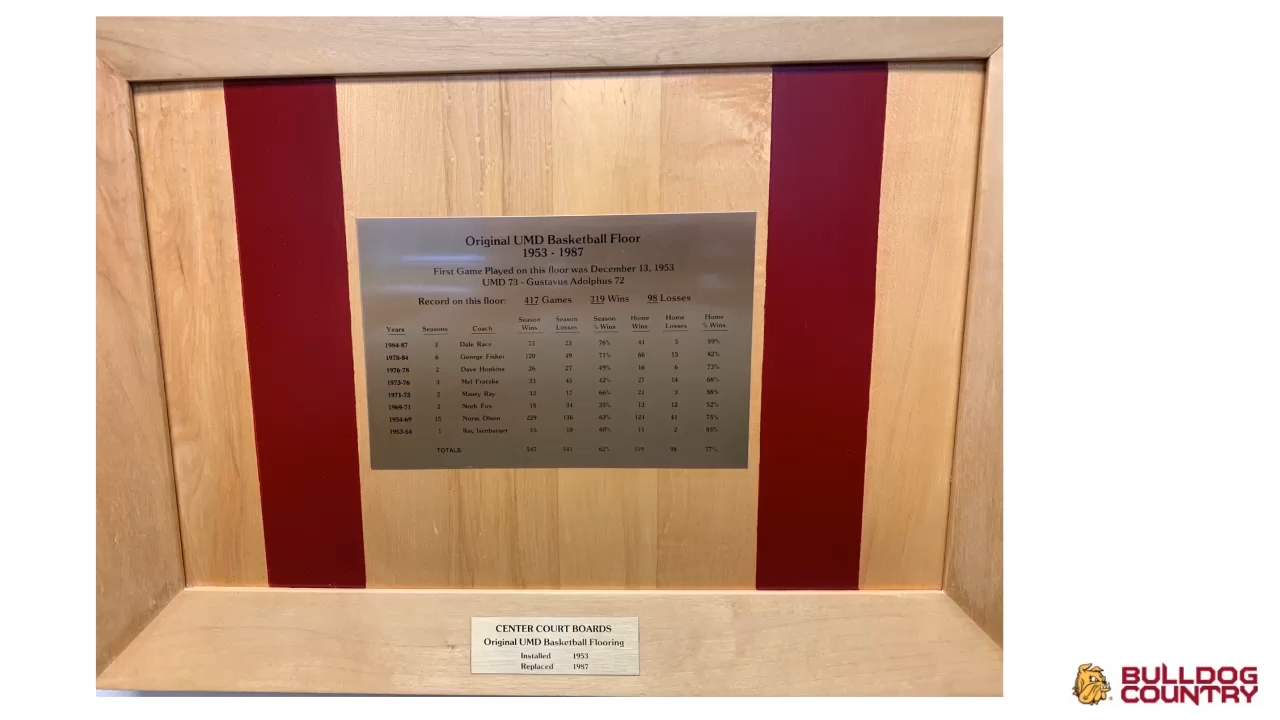 Original UMD Basketball Floor
1953 - 1987
First Game Played on this floor was December 13, 1953
UMD 73 - Gustavus Adolphus 72
Record on this floor: 417 Games 319 Wins 98 Losses
Years Seasons Coach Season Wins Season Losses Season % Wins Home Wins Home Losses Home % Wins
1984-87 3 Dale Race 73 23 76% 41 5 89%
1978-84 6 George Fisher 120 49 71% 66 15 82%
1976-78 2 Dave Hopkins 26 27 49% 16 6 73%
1973-76 3 Mel Fratzke 33 45 42% 27 14 66%
1971-73 2 Maury Ray 33 17 66% 21 3 88%
1969-71 2 Norb Fox 18 34 35% 13 12 52%
1954-69 15 Norm Olson 229 136 63% 124 41 75%
1953-54 1 Ray Isenbarger 15 10 60% 11 2 85%
TOTALS: 547 341 62% 319 98 77%
CENTER COURT BOARDS
Original UMD Basketball Flooring
Installed 1953
Replaced 1987
BULLDOG
COUNTRY